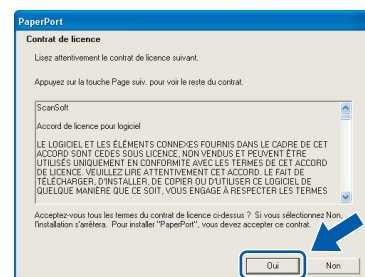 PaperPort
Contrat de licence
Lisez attentivement le contrat de licence suivant.
Appuyez sur la touche Page suiv. pour voir le reste du contrat.
ScanSoft
Accord de licence pour logiciel
LE LOGICIEL ET LES ÉLÉMENTS CONNEXES FOURNIS DANS LE CADRE DE CET
ACCORD SONT CEDES SOUS LICENCE, NON VENDUS ET PEUVENT ÊTRE
UTILISÉS UNIQUEMENT EN CONFORMITE AVEC LES TERMES DE CET ACCORD
DE LICENCE. VEUILLEZ LIRE ATTENTIVEMENT CET ACCORD. LE FAIT DE
TÉLÉCHARGER, D'INSTALLER, DE COPIER OU D'UTILISER CE LOGICIEL DE
QUELQUE MANIÈRE QUE CE SOIT, VOUS ENGAGE À RESPECTER LES TERMES
Acceptez-vous tous les termes du contrat de licence ci-dessus ? Si vous sélectionnez Non,
l'installation s'arrêtera. Pour installer "PaperPort", vous devez accepter ce contrat.
Oui Non